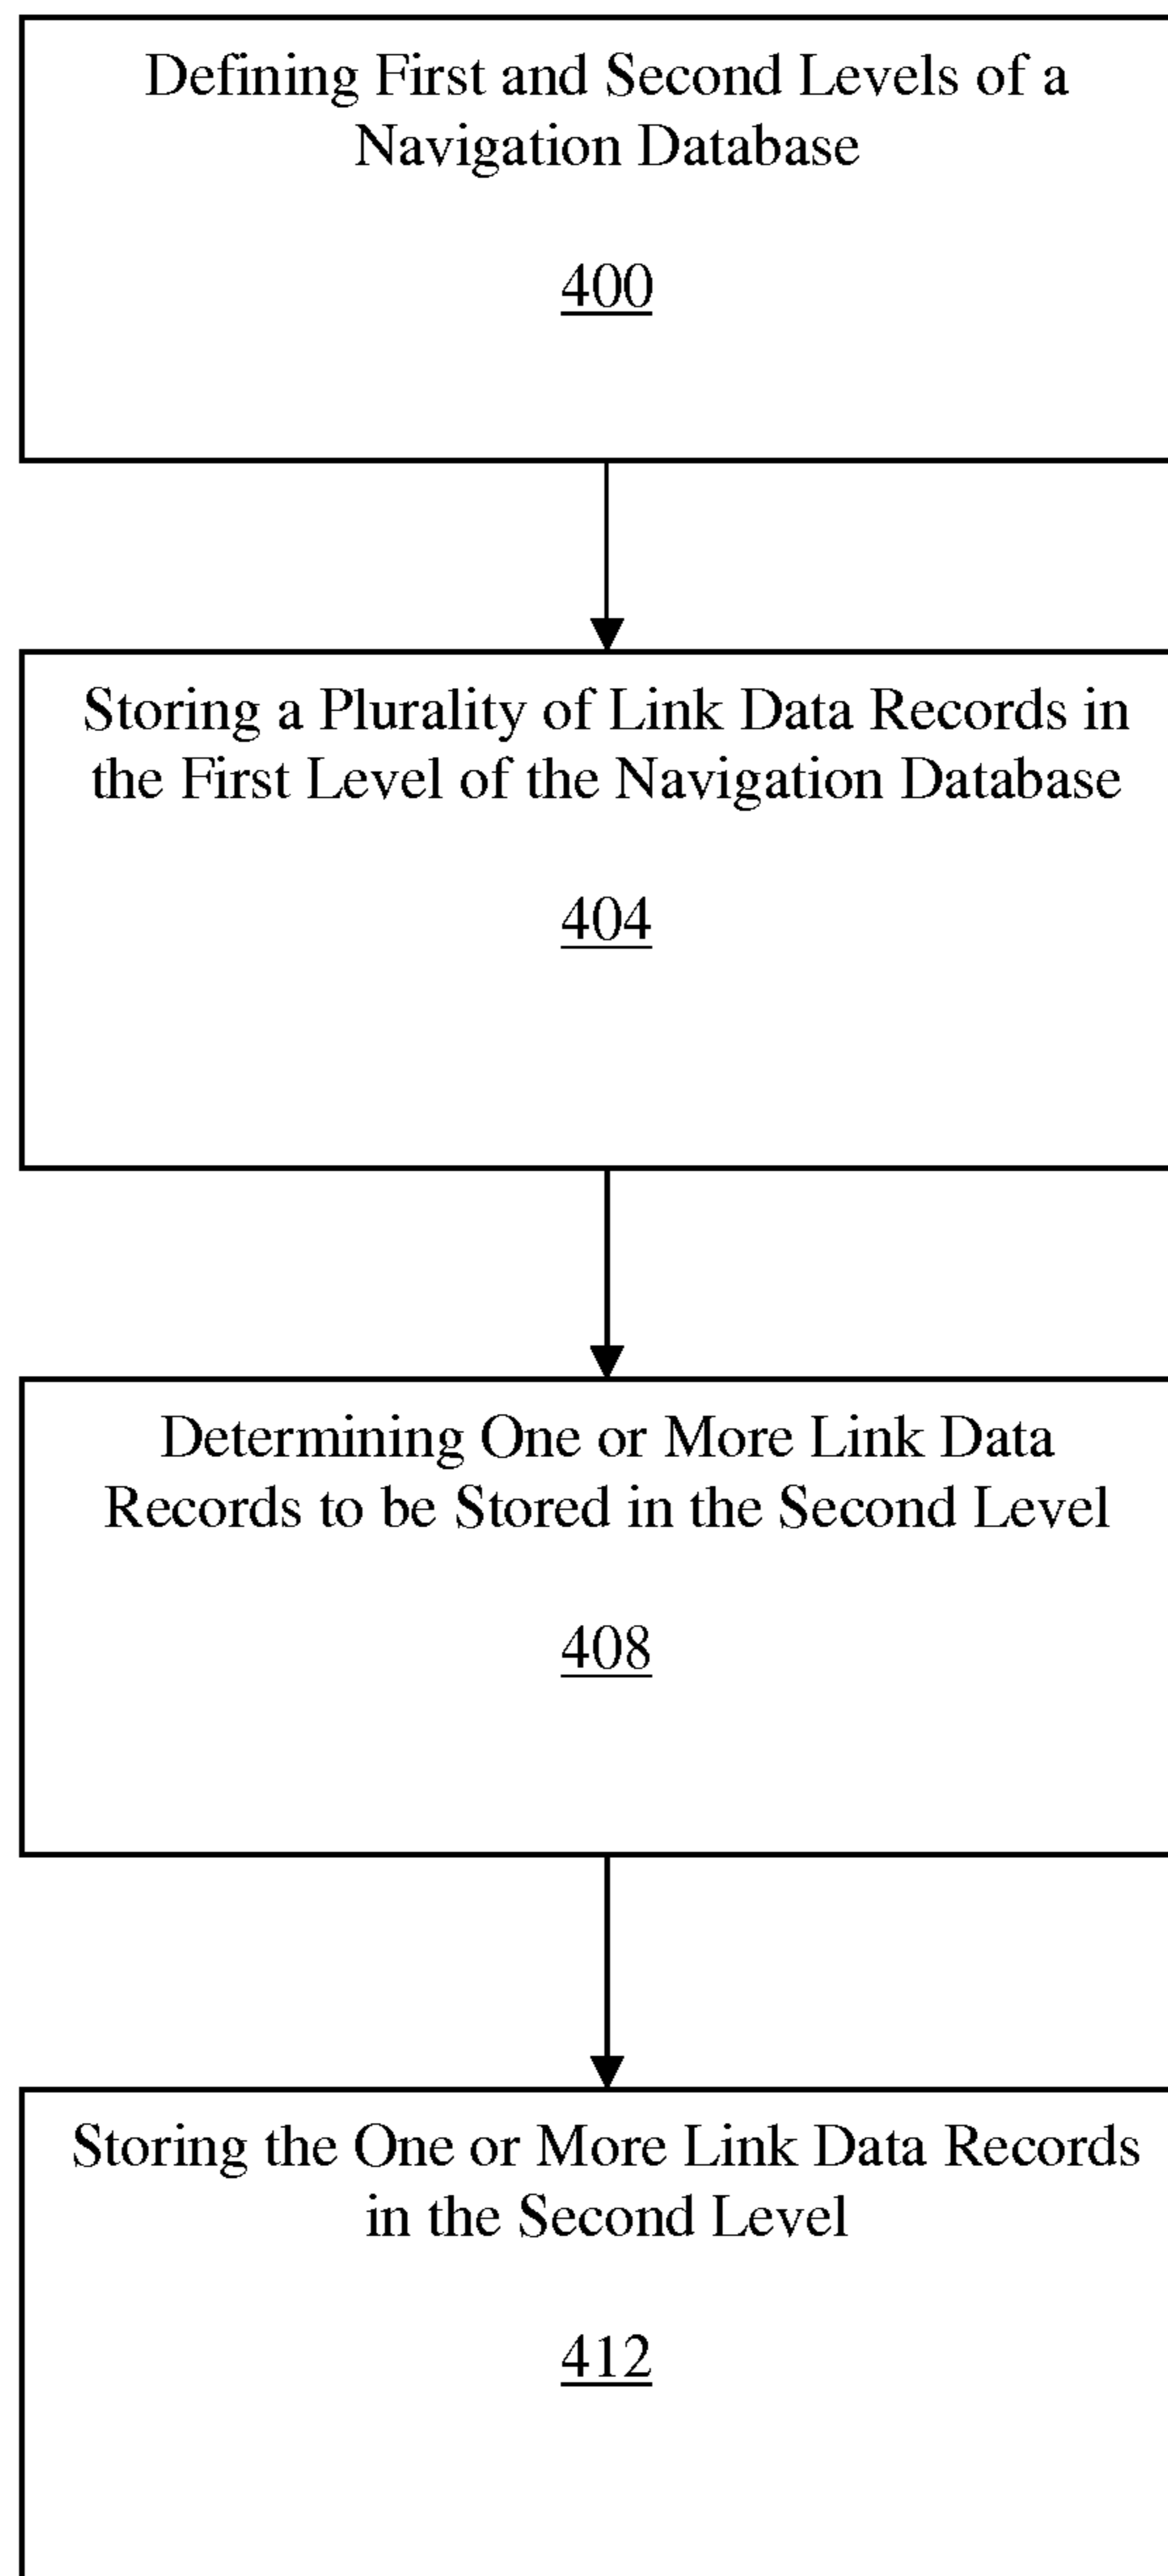 Defining First and Second Levels of a
Navigation Database
400
Storing a Plurality of Link Data Records in
the First Level of the Navigation Database
404
Determining One or More Link Data
Records to be Stored in the Second Level
408
Storing the One or More Link Data Records
in the Second Level
412